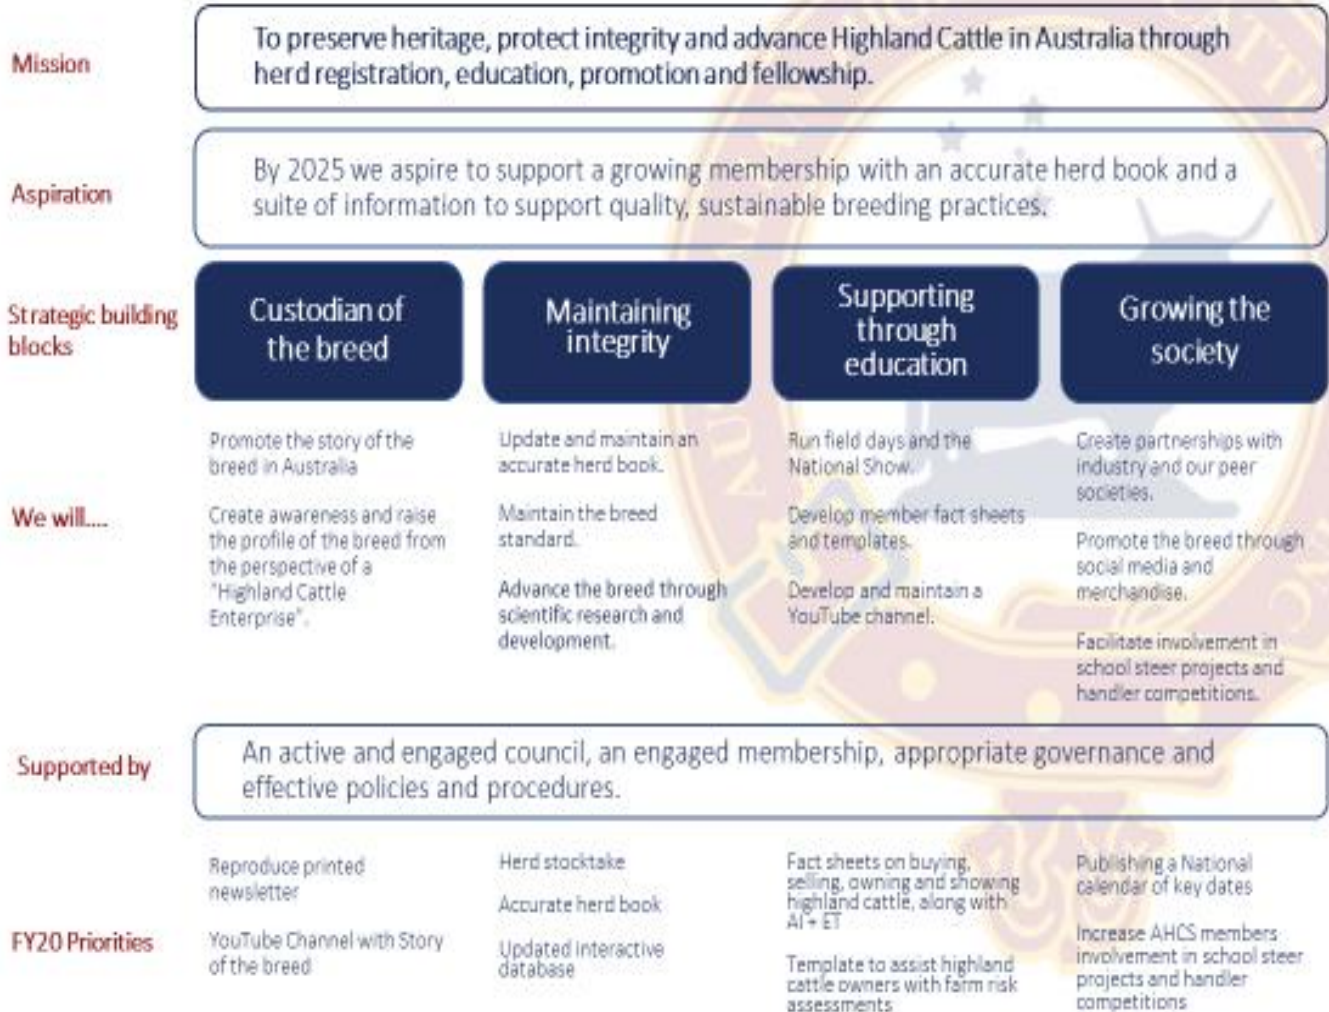 Mission
To preserve heritage, protect integrity and advance Highland Cattle in Australia through
herd registration, education, promotion and fellowship.
Aspiration
By 2025 we aspire to support a growing membership with an accurate herd book and a
suite of information to support quality, sustainable breeding practices.
Strategic building
blocks
Custodian of
the breed
Maintaining
integrity
Supporting
through
education
Growing the
society
We will....
Promote the story of the
breed in Australia
Create awareness and raise
the profile of the breed from
the perspective of a
"Highland Cattle
Enterprise".
Update and maintain an
accurate herd book.
Maintain the breed
standard.
Advance the breed through
scientific research and
development.
Run field days and the
National Show.
Develop member fact sheets
and templates.
Develop and maintain a
YouTube channel.
Create partnerships with
industry and our peer
societies.
Promote the breed through
social media and
merchandise.
Facilitate involvement in
school steer projects and
handler competitions.
Supported by
An active and engaged council, an engaged membership, appropriate governance and
effective policies and procedures.
FY20 Priorities
Reproduce printed
newsletter
YouTube Channel with Story
of the breed
Herd stocktake
Accurate herd book
Updated interactive
database
Fact sheets on buying,
selling, owning and showing
highland cattle, along with
AI + ET
Template to assist highland
cattle owners with farm risk
assessments
Publishing a National
calendar of key dates
Increase AHCS members
involvement in school steer
projects and handler
competitions